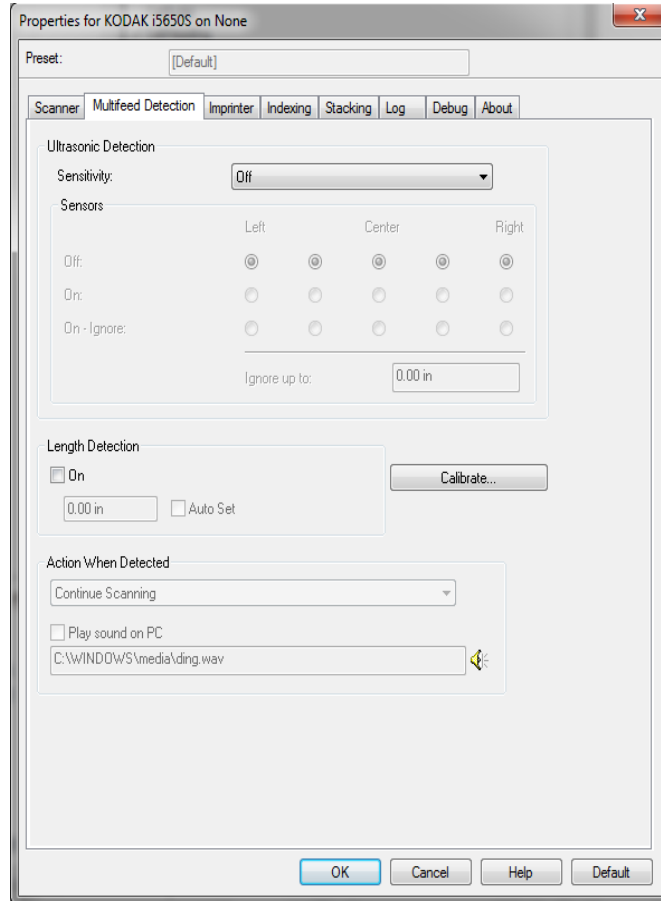 Properties for KODAK i5650S on None
Preset: [Default]
Scanner Multifeed Detection Imprinter Indexing Stacking Log Debug About
Ultrasonic Detection
Sensitivity: Off
Sensors
Left Center Right
Off:
On:
On - Ignore:
Ignore up to: 0.00 in
Length Detection
On
Calibrate...
0.00 in Auto Set
Action When Detected
Continue Scanning
Play sound on PC
C:\WINDOWS\media\ding.wav
OK Cancel Help Default